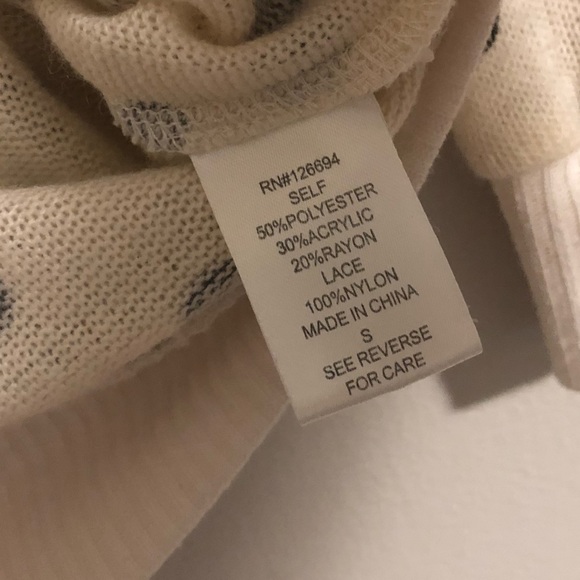 RN#126694
SELF
50%POLYESTER
30%ACRYLIC
20%RAYON
LACE
100%NYLON
MADE IN CHINA
S
SEE REVERSE
FOR CARE